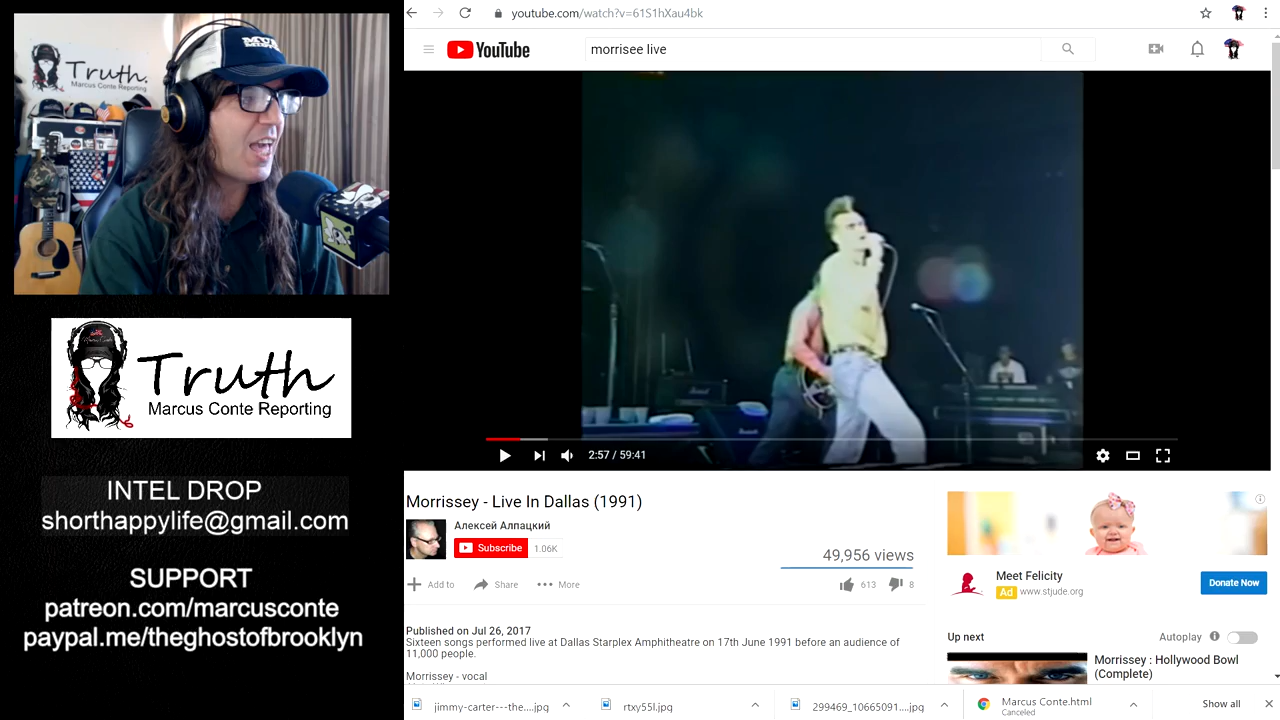 Truth.
Marcus Conte Reporting
Truth
Marcus Conte Reporting
INTEL DROP
shorthappylife@gmail.com
SUPPORT
patreon.com/marcusconte
paypal.me/theghostofbrooklyn
youtube.com/watch?v=61S1hXau4bk
YouTube
morrisee live
2:57 / 59:41
Morrissey - Live In Dallas (1991)
Алексей Алпацкий
Subscribe 1.06K
49,956 views
Add to Share More 613 8
Published on Jul 26, 2017
Sixteen songs performed live at Dallas Starplex Amphitheatre on 17th June 1991 before an audience of
11,000 people.
Morrissey - vocal
Meet Felicity
Ad www.stjude.org
Donate Now
Up next Autoplay
Morrissey : Hollywood Bowl
(Complete)
jimmy-carter---the....jpg
rtxy55l.jpg
299469_10665091....jpg
Marcus Conte.html
Canceled
Show all